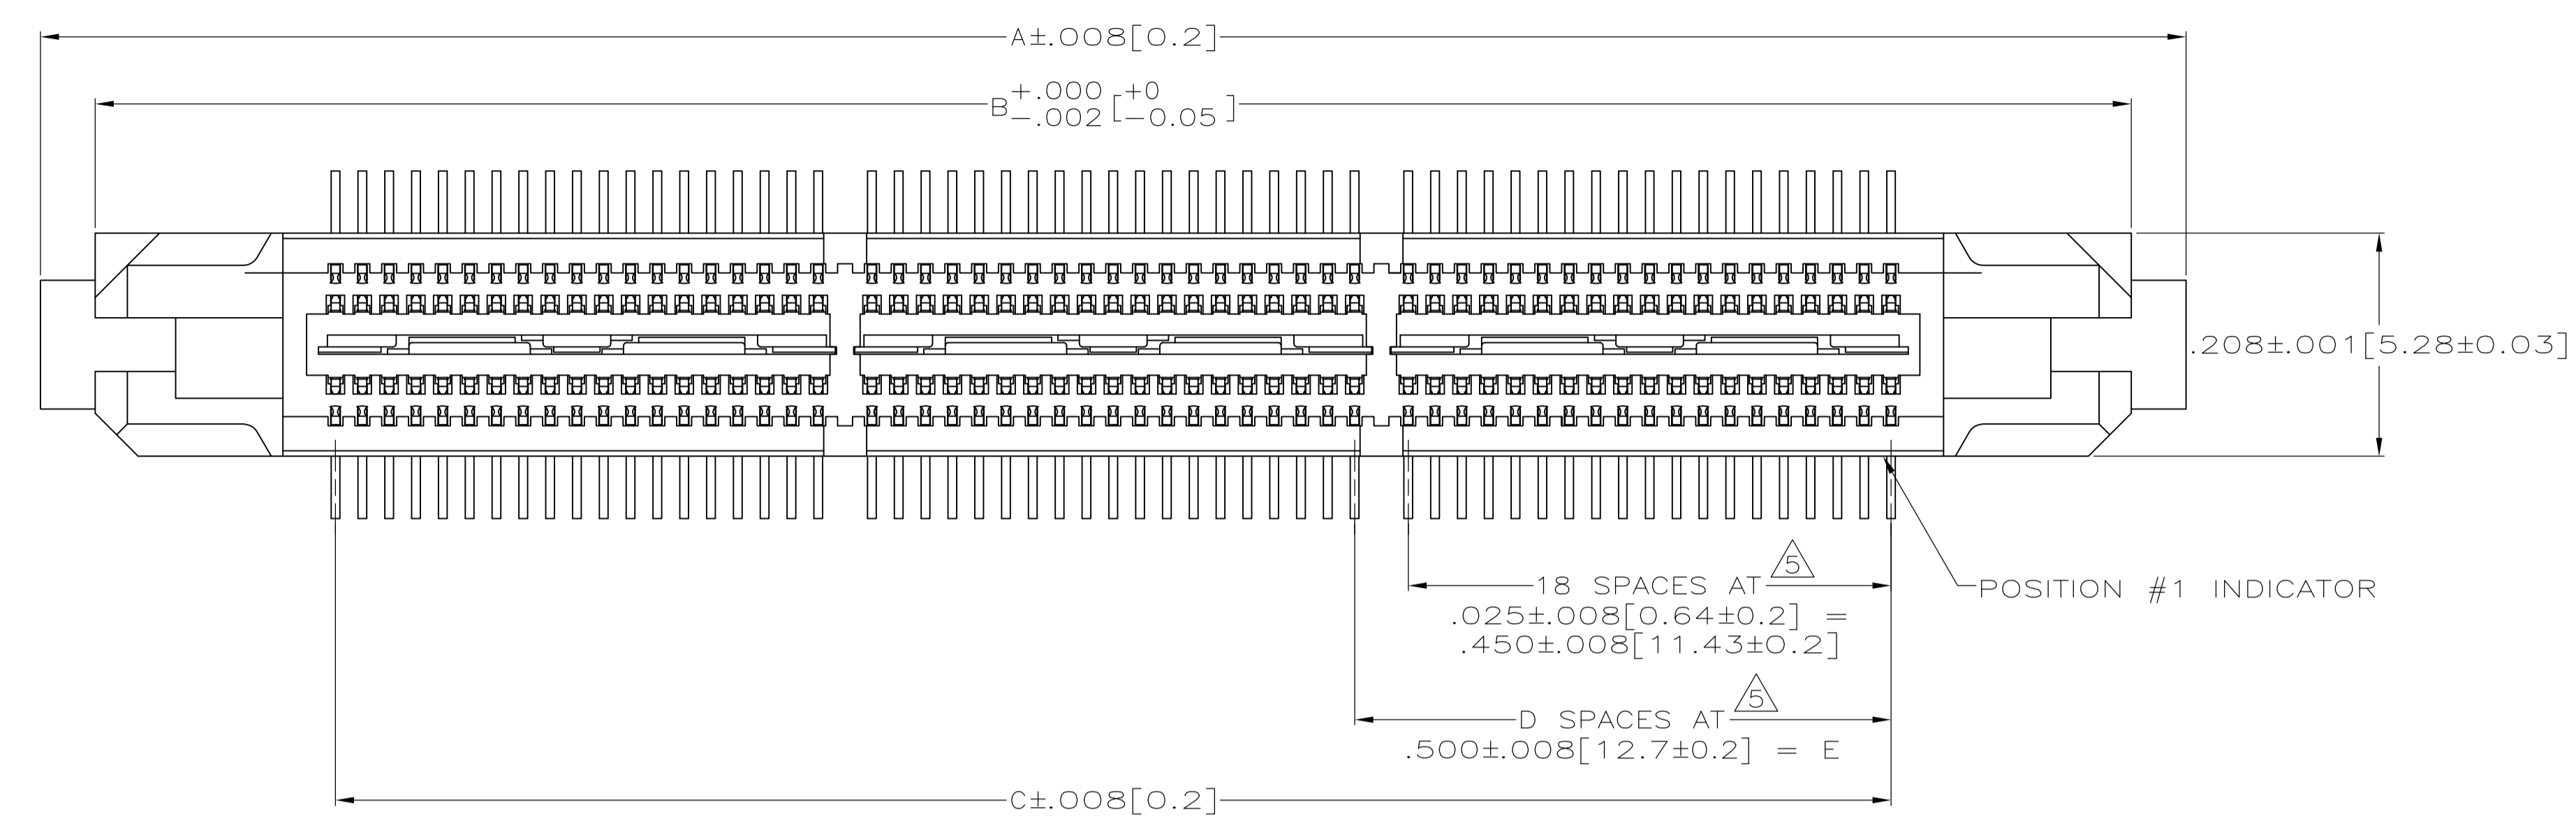 A±.008[0.2]
B +.000 -.002 [ +0 -0.05 ]
.208±.001[5.28±0.03]
5
18 SPACES AT
.025±.008[0.64±0.2] =
.450±.008[11.43±0.2]
POSITION #1 INDICATOR
5
D SPACES AT
.500±.008[12.7±0.2] = E
C±.008[0.2]